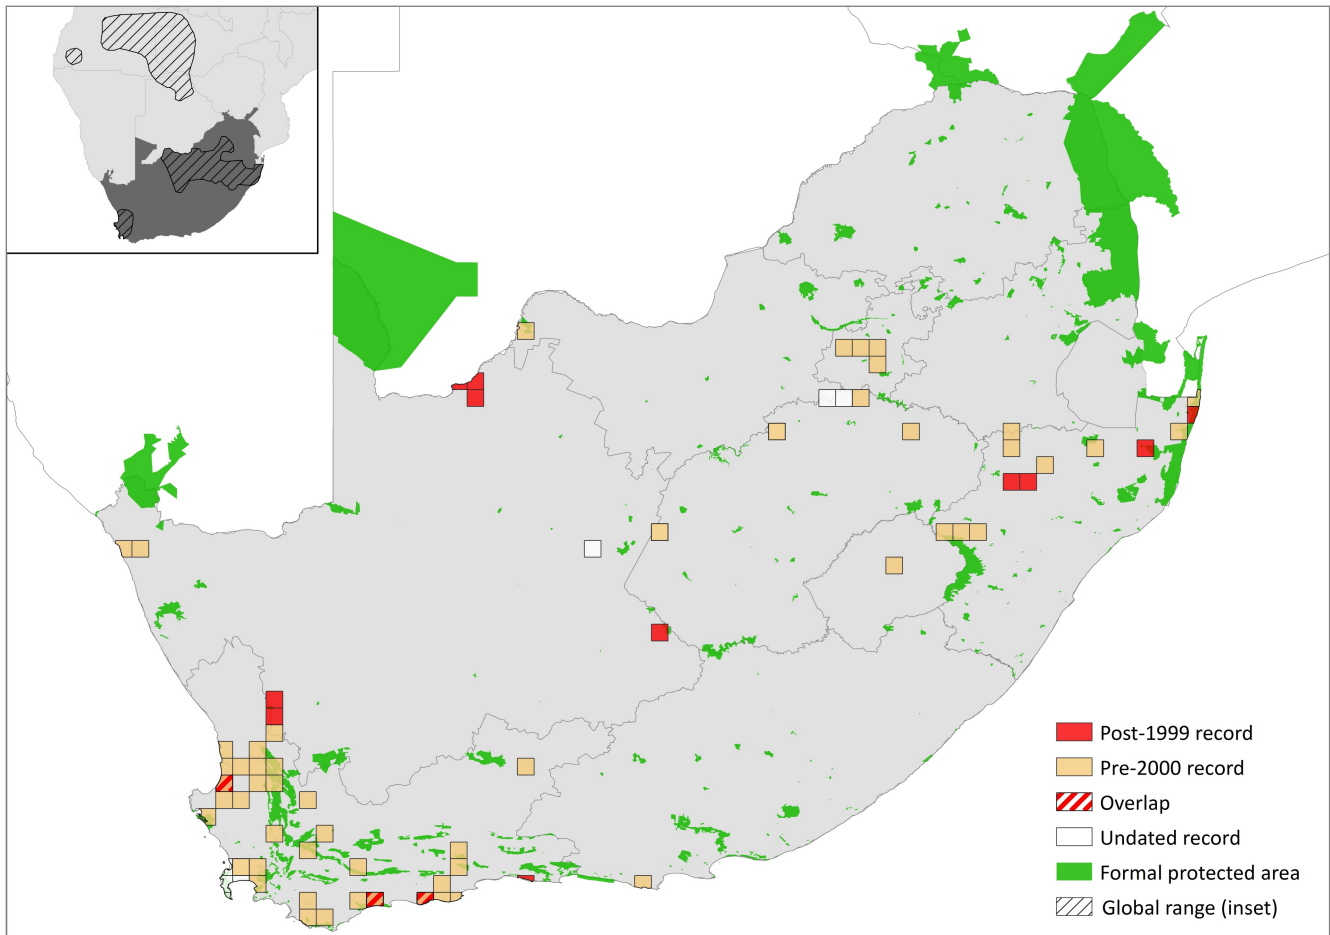 Post-1999 record
Pre-2000 record
Overlap
Undated record
Formal protected area
Global range (inset)